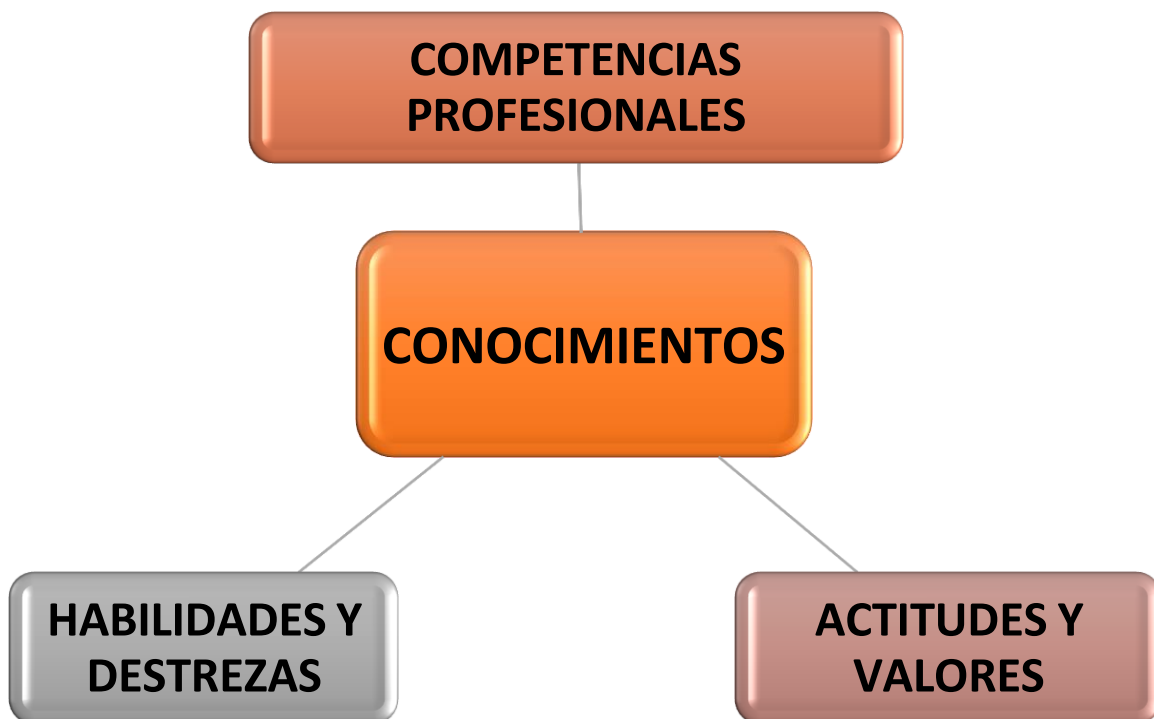 COMPETENCIAS
PROFESIONALES
CONOCIMIENTOS
HABILIDADES Y
DESTREZAS
ACTITUDES Y
VALORES